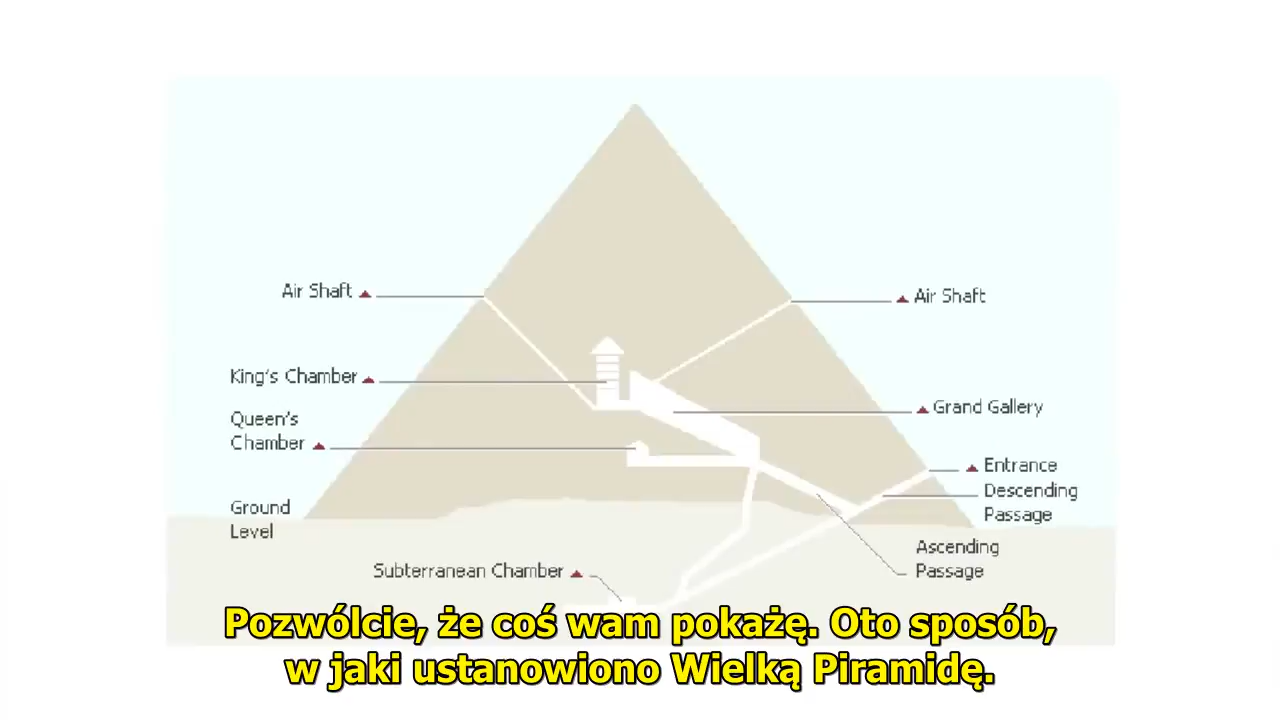 Air Shaft
Air Shaft
King's Chamber
Grand Gallery
Queen's
Chamber
Entrance
Descending
Passage
Ground
Level
Ascending
Passage
Subterranean Chamber
Pozwólcie, że coś wam pokażę. Oto sposób,
w jaki ustanowiono Wielką Piramidę.